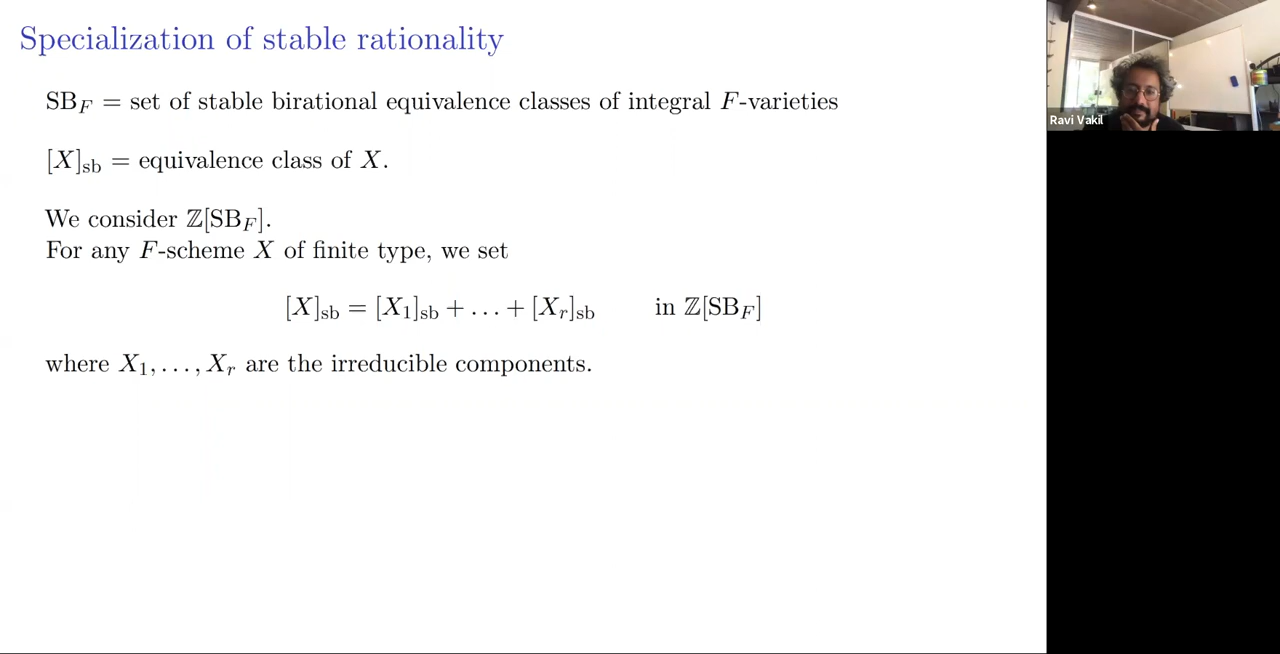 Specialization of stable rationality
SB_F = set of stable birational equivalence classes of integral F-varieties
[X]_sb = equivalence class of X.
We consider ℤ[SB_F].
For any F-scheme X of finite type, we set
[X]_sb = [X_1]_sb + … + [X_r]_sb in ℤ[SB_F]
where X_1, …, X_r are the irreducible components.
Ravi Vakil